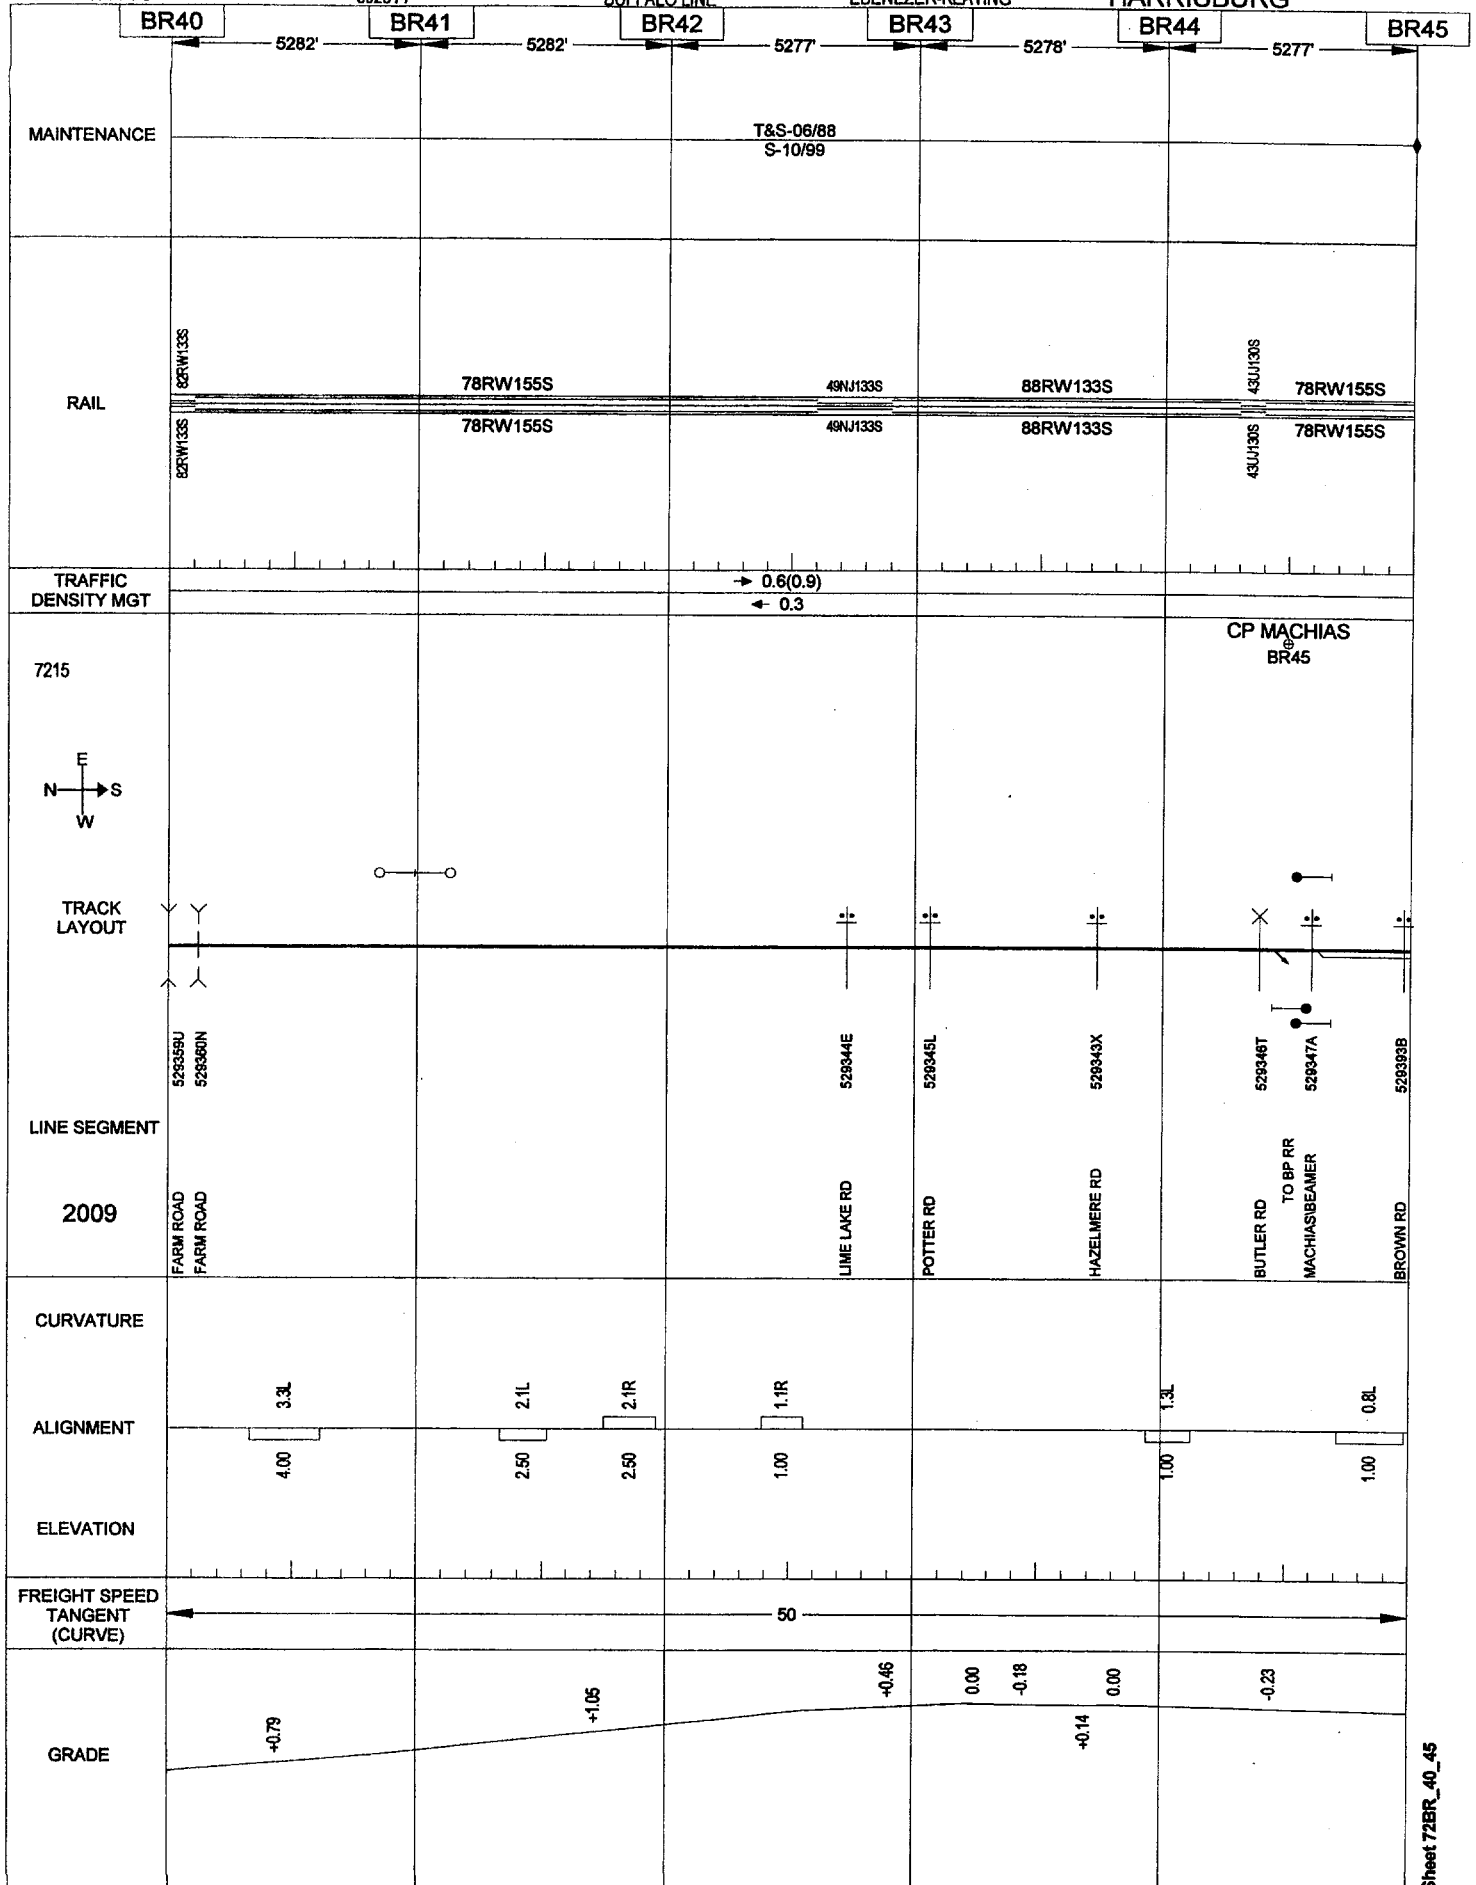 BUFFALO LINE
EBENEZER-KEATING
HARRISBURG
BR40
BR41
BR42
BR43
BR44
BR45
5282'
5282'
5277'
5278'
5277'
MAINTENANCE
T&S-06/88
S-10/99
RAIL
82RW133S
78RW155S
49NJ133S
88RW133S
43UJ130S
78RW155S
82RW133S
78RW155S
49NJ133S
88RW133S
43UJ130S
78RW155S
TRAFFIC
DENSITY MGT
→ 0.6(0.9)
← 0.3
CP MACHIAS
BR45
7215
E
N S
W
TRACK
LAYOUT
529359U
529360N
529344E
529345L
529343X
529346T
529347A
529393B
LINE SEGMENT
2009
FARM ROAD
FARM ROAD
LIME LAKE RD
POTTER RD
HAZELMERE RD
BUTLER RD
TO BP RR
MACHIAS\BEAMER
BROWN RD
CURVATURE
3.3L
2.1L
2.1R
1.1R
1.3L
0.8L
ALIGNMENT
4.00
2.50
2.50
1.00
1.00
1.00
ELEVATION
FREIGHT SPEED
TANGENT
(CURVE)
50
GRADE
+0.79
+1.05
+0.46
0.00
-0.18
0.00
+0.14
-0.23
Sheet 72BR_40_45